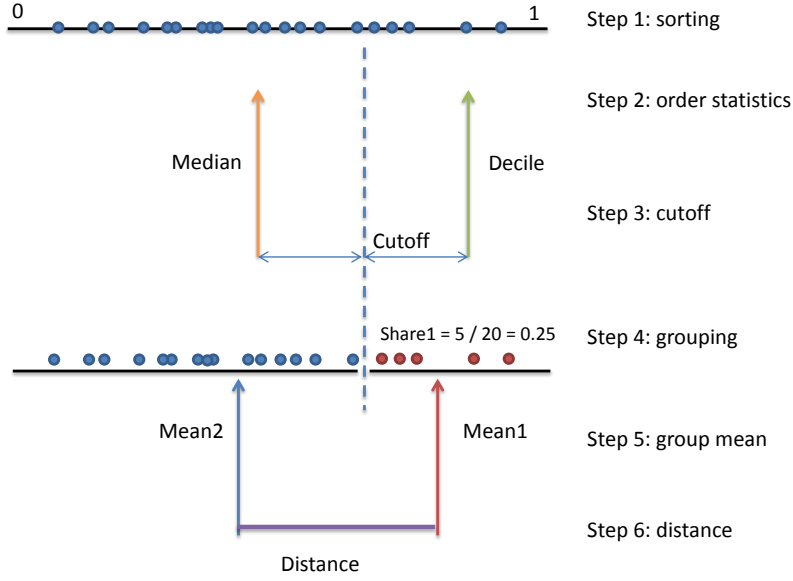 0
1
Step 1: sorting
Step 2: order statistics
Median
Decile
Step 3: cutoff
Cutoff
Share1 = 5 / 20 = 0.25
Step 4: grouping
Mean2
Mean1
Step 5: group mean
Step 6: distance
Distance